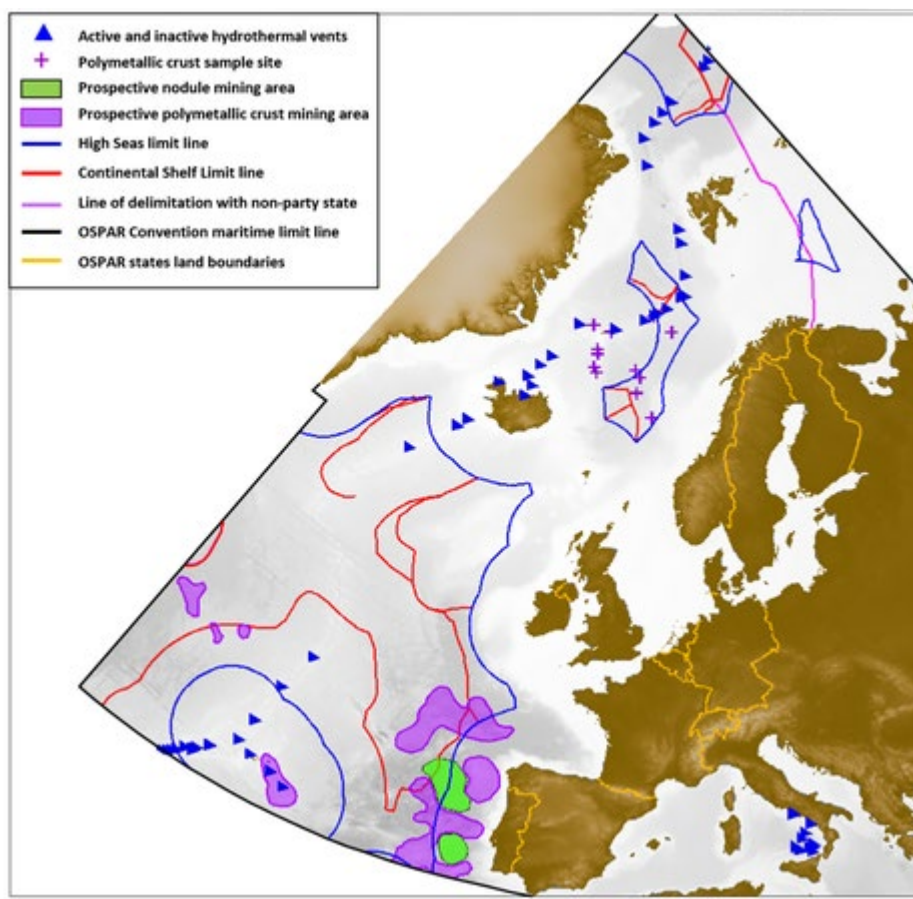 Active and inactive hydrothermal vents
Polymetallic crust sample site
Prospective nodule mining area
Prospective polymetallic crust mining area
High Seas limit line
Continental Shelf Limit line
Line of delimitation with non-party state
OSPAR Convention maritime limit line
OSPAR states land boundaries